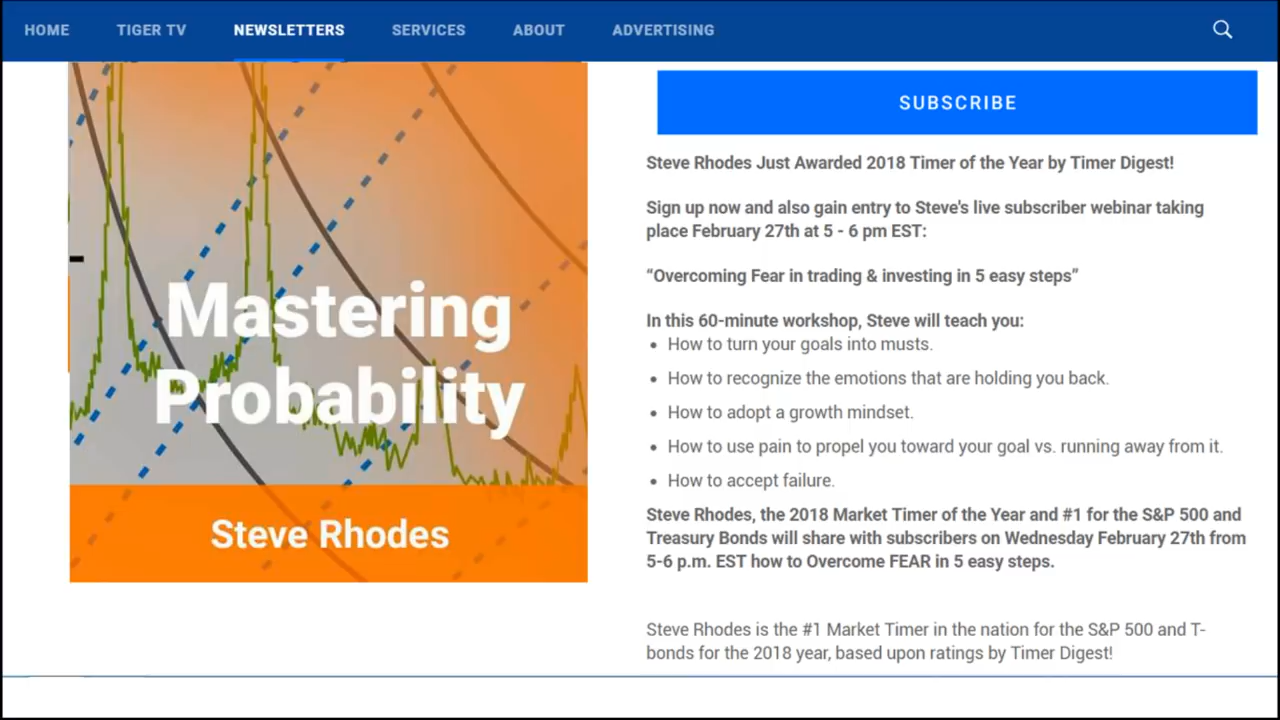 HOME TIGER TV NEWSLETTERS SERVICES ABOUT ADVERTISING
Mastering
Probability
Steve Rhodes
SUBSCRIBE
Steve Rhodes Just Awarded 2018 Timer of the Year by Timer Digest!
Sign up now and also gain entry to Steve's live subscriber webinar taking
place February 27th at 5 - 6 pm EST:
“Overcoming Fear in trading & investing in 5 easy steps”
In this 60-minute workshop, Steve will teach you:
• How to turn your goals into musts.
• How to recognize the emotions that are holding you back.
• How to adopt a growth mindset.
• How to use pain to propel you toward your goal vs. running away from it.
• How to accept failure.
Steve Rhodes, the 2018 Market Timer of the Year and #1 for the S&P 500 and
Treasury Bonds will share with subscribers on Wednesday February 27th from
5-6 p.m. EST how to Overcome FEAR in 5 easy steps.
Steve Rhodes is the #1 Market Timer in the nation for the S&P 500 and T-
bonds for the 2018 year, based upon ratings by Timer Digest!